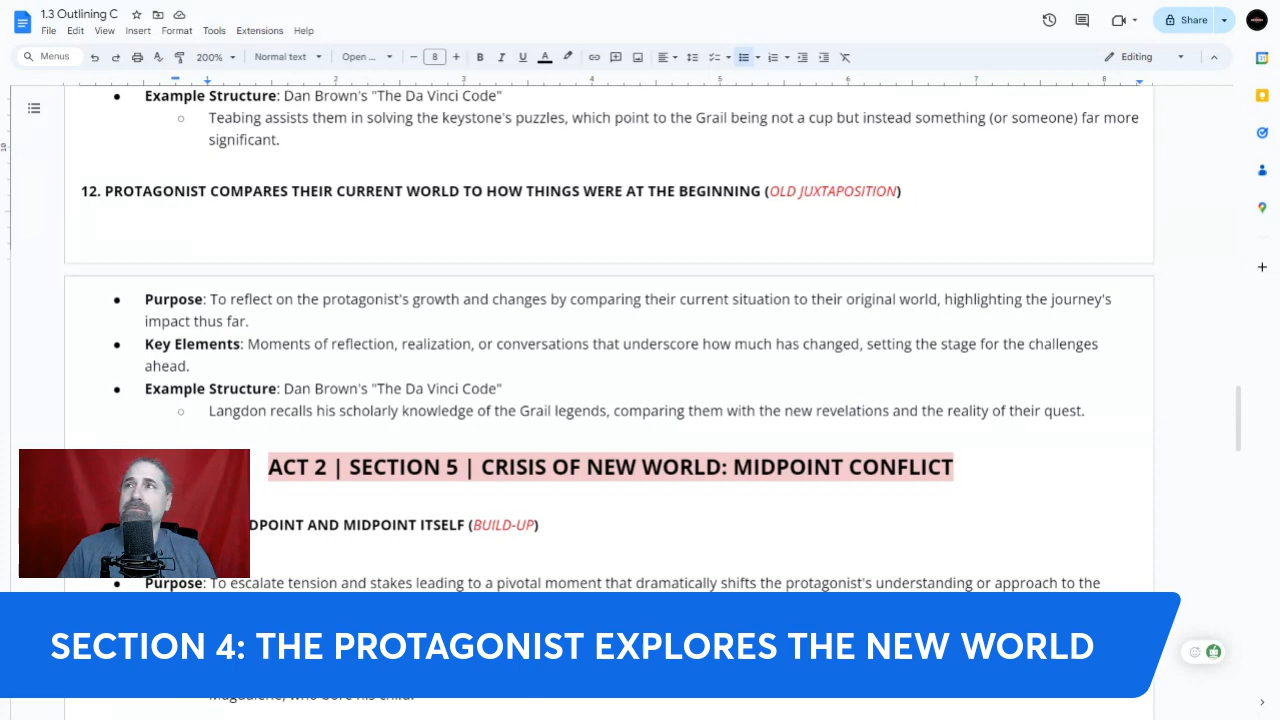 1.3 Outlining C
File Edit View Insert Format Tools Extensions Help
Share
Menus 200% Normal text Open ... 8 B I U A Editing
2 3 4 5 6 7 8
Example Structure: Dan Brown's "The Da Vinci Code"
Teabing assists them in solving the keystone's puzzles, which point to the Grail being not a cup but instead something (or someone) far more
significant.
12. PROTAGONIST COMPARES THEIR CURRENT WORLD TO HOW THINGS WERE AT THE BEGINNING (OLD JUXTAPOSITION)
Purpose: To reflect on the protagonist's growth and changes by comparing their current situation to their original world, highlighting the journey's
impact thus far.
Key Elements: Moments of reflection, realization, or conversations that underscore how much has changed, setting the stage for the challenges
ahead.
Example Structure: Dan Brown's "The Da Vinci Code"
Langdon recalls his scholarly knowledge of the Grail legends, comparing them with the new revelations and the reality of their quest.
ACT 2 | SECTION 5 | CRISIS OF NEW WORLD: MIDPOINT CONFLICT
DPOINT AND MIDPOINT ITSELF (BUILD-UP)
Purpose: To escalate tension and stakes leading to a pivotal moment that dramatically shifts the protagonist's understanding or approach to the
SECTION 4: THE PROTAGONIST EXPLORES THE NEW WORLD